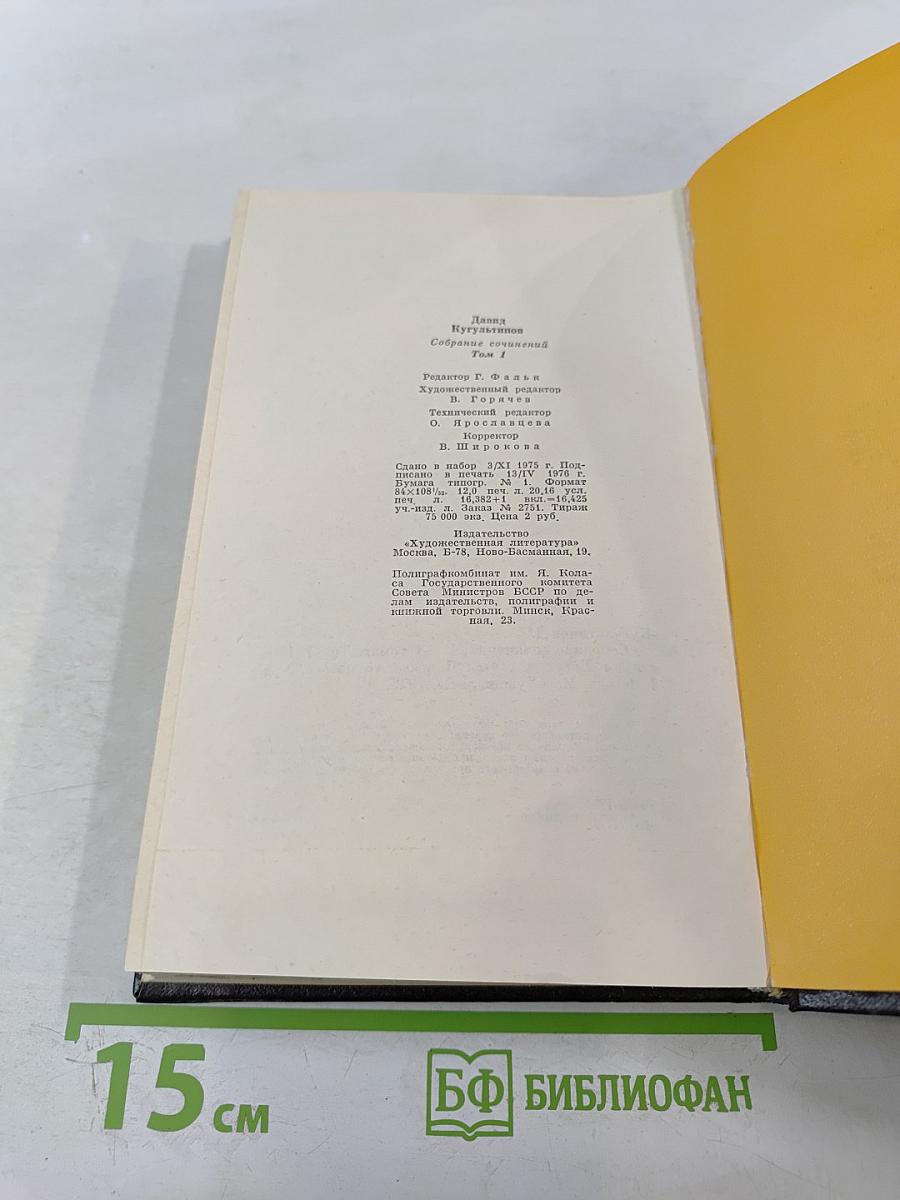 Давид
Кугультинов
Собрание сочинений
Том 1
Редактор Г. Фальк
Художественный редактор
В. Горячев
Технический редактор
О. Ярославцева
Корректор
В. Широкова
Сдано в набор 3/XI 1975 г. Под-
писано в печать 13/IV 1976 г.
Бумага типогр. № 1. Формат
84×108 1/32. 12,0 печ. л. 20,16 усл.
печ. л. 16,382+1 вкл.=16,425
уч.-изд. л. Заказ № 2751. Тираж
75 000 экз. Цена 2 руб.
Издательство
«Художественная литература»
Москва, Б-78, Ново-Басманная, 19.
Полиграфкомбинат им. Я. Кола-
са Государственного комитета
Совета Министров БССР по де-
лам издательств, полиграфии и
книжной торговли. Минск, Крас-
ная, 23.
15 см
БФ БИБЛИОФАН